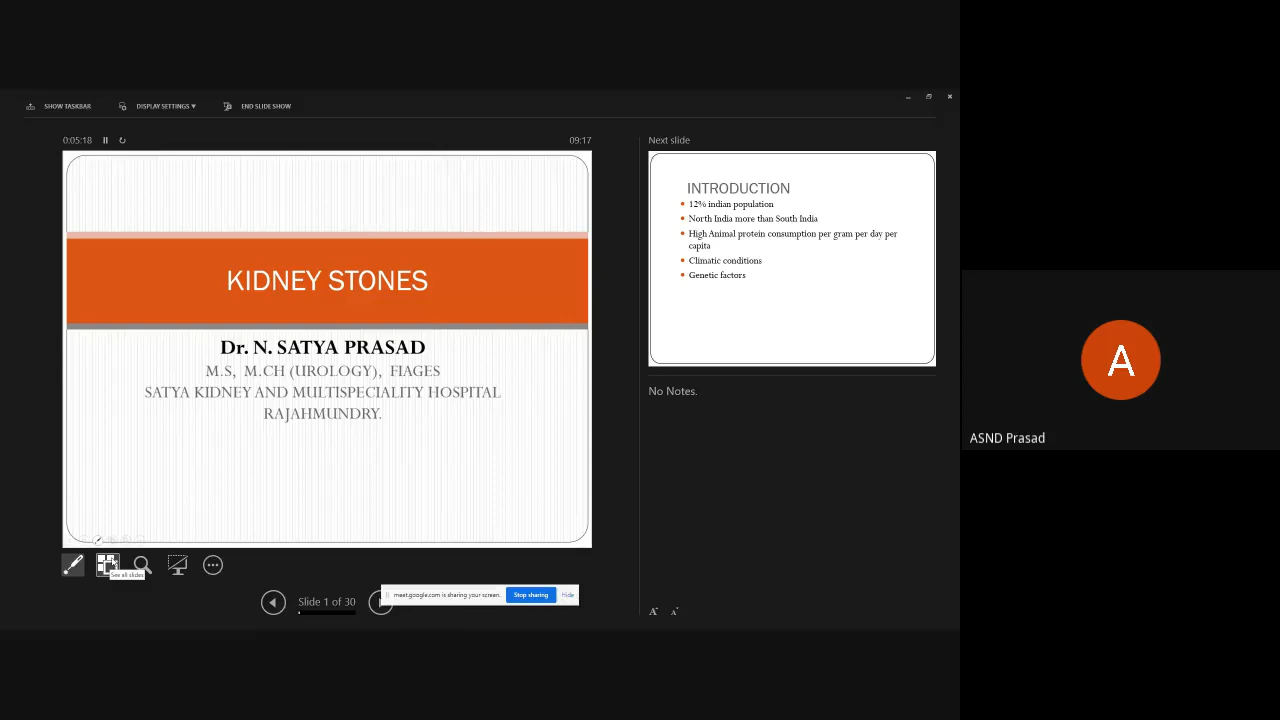 SHOW TASKBAR
DISPLAY SETTINGS ▾
END SLIDE SHOW
0:05:18
09:17
KIDNEY STONES
Dr. N. SATYA PRASAD
M.S, M.CH (UROLOGY), FIAGES
SATYA KIDNEY AND MULTISPECIALITY HOSPITAL
RAJAHMUNDRY.
See all slides
Slide 1 of 30
meet.google.com is sharing your screen.
Stop sharing
Hide
Next slide
INTRODUCTION
• 12% indian population
• North India more than South India
• High Animal protein consumption per gram per day per
capita
• Climatic conditions
• Genetic factors
No Notes.
A A
A
ASND Prasad